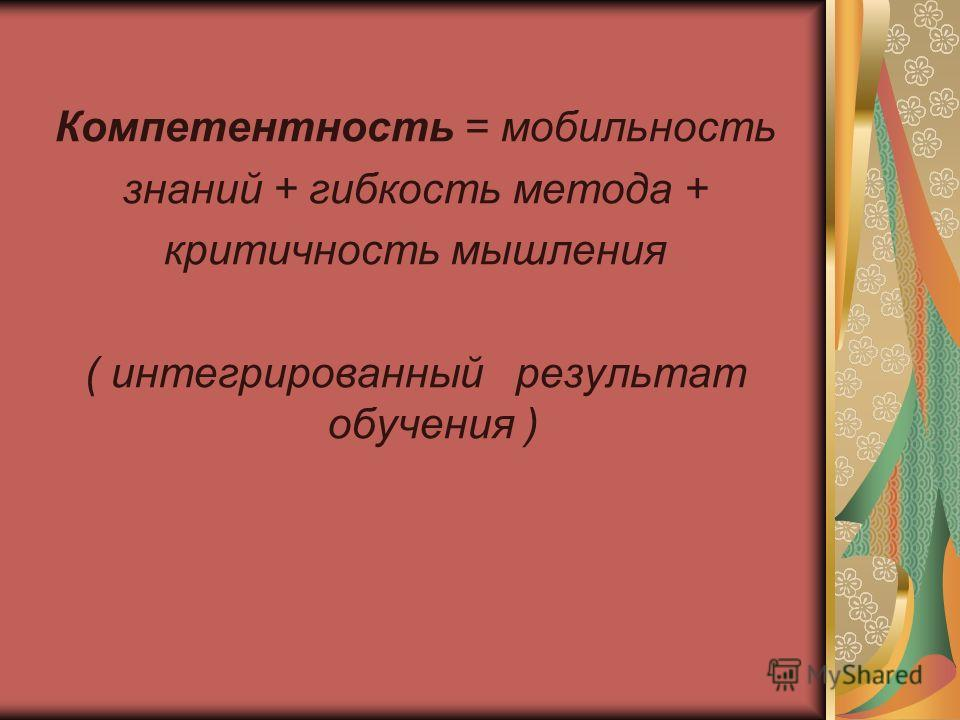 Компетентность = мобильность
знаний + гибкость метода +
критичность мышления
( интегрированный результат
обучения )
MyShared